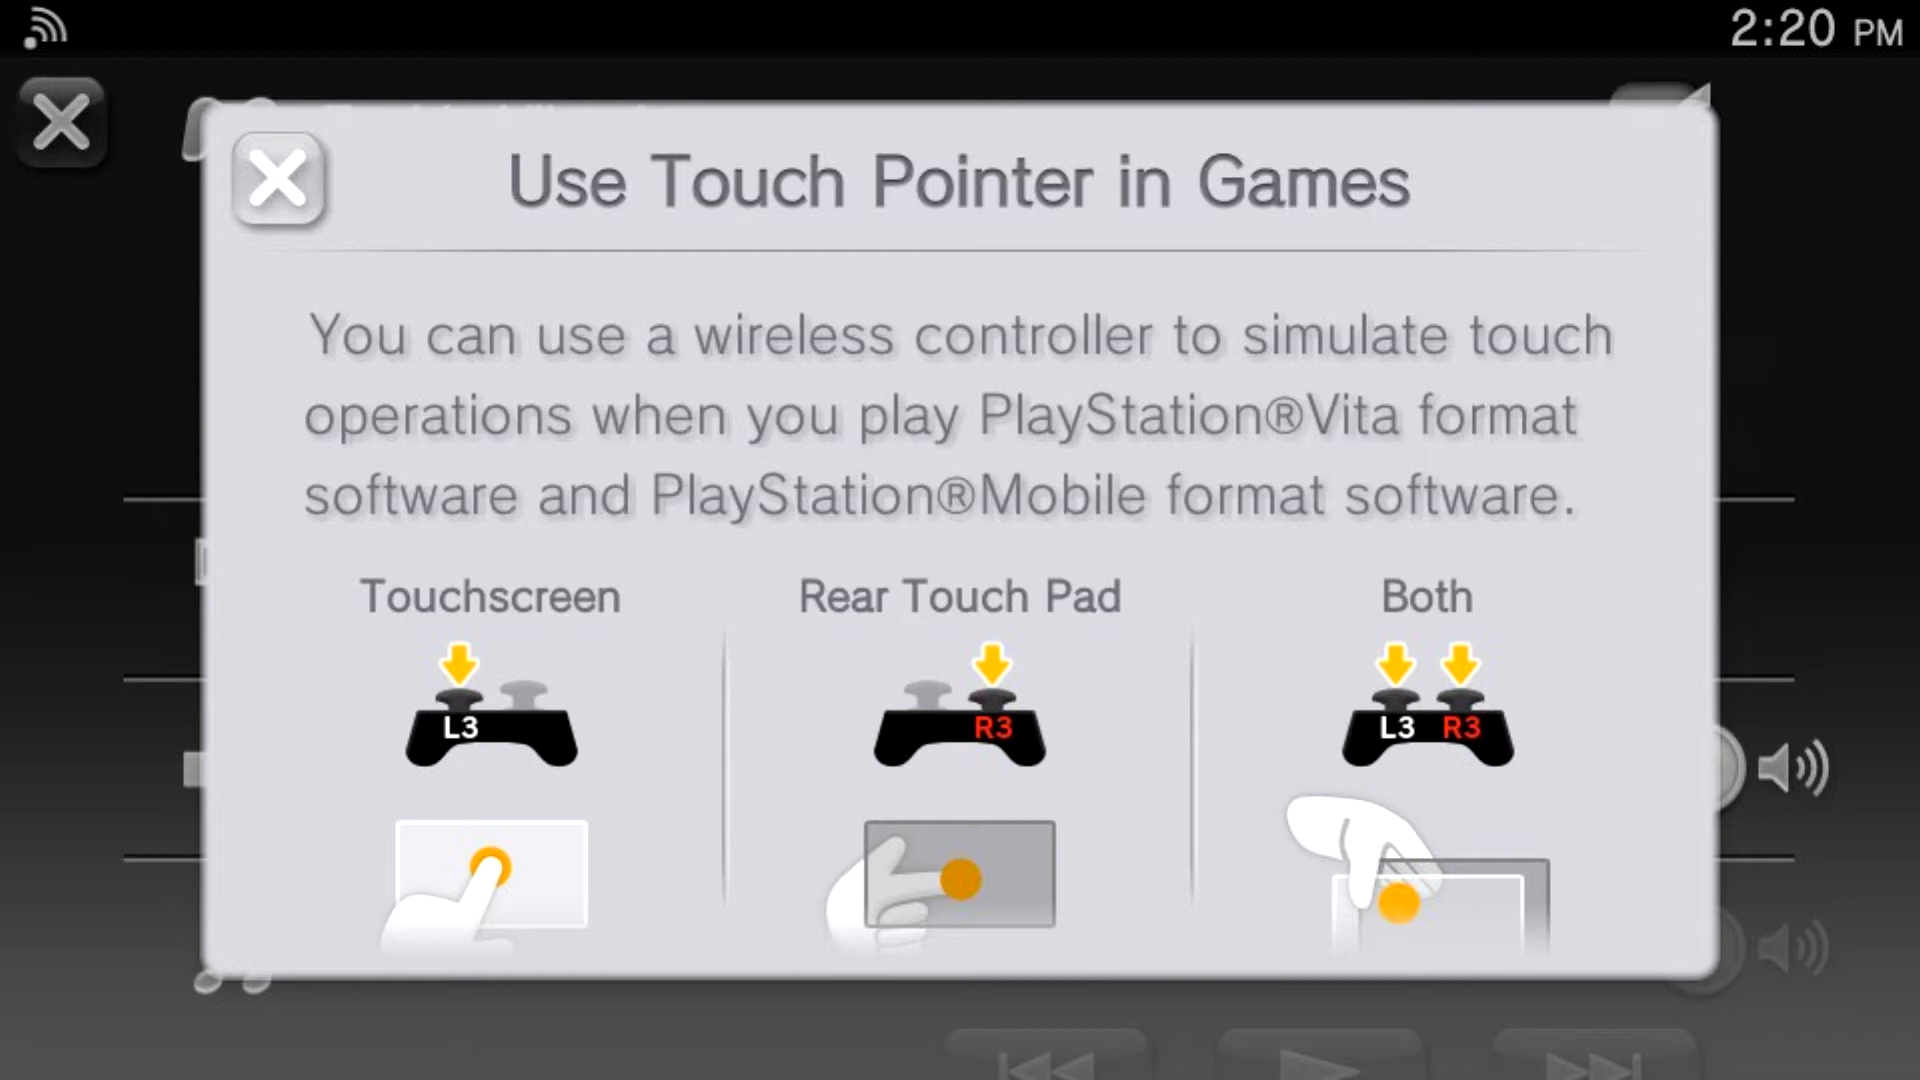 2:20 PM
Use Touch Pointer in Games
You can use a wireless controller to simulate touch
operations when you play PlayStation®Vita format
software and PlayStation®Mobile format software.
Touchscreen
Rear Touch Pad
Both
L3
R3
L3 R3